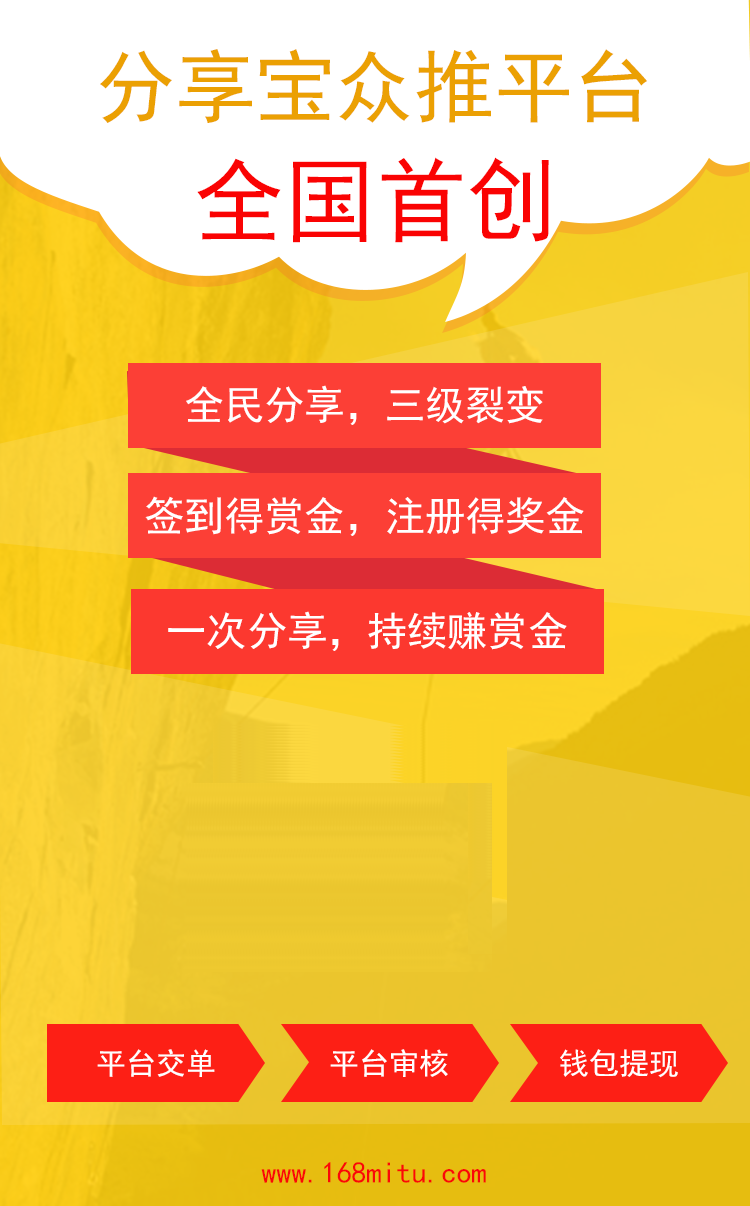 分享宝众推平台
全国首创
全民分享，三级裂变
签到得赏金，注册得奖金
一次分享，持续赚赏金
平台交单
平台审核
钱包提现
www.168mitu.com